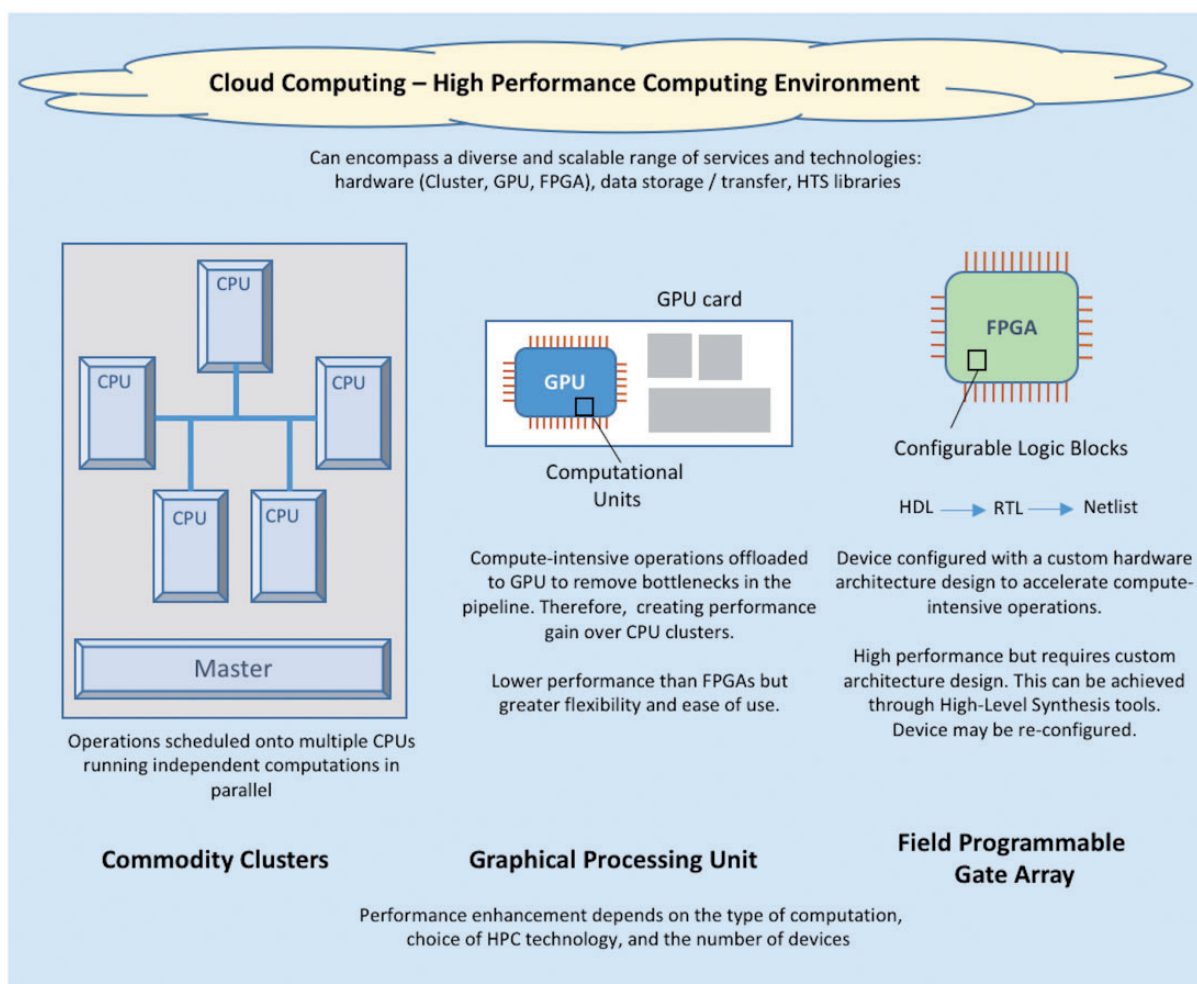 Cloud Computing – High Performance Computing Environment
Can encompass a diverse and scalable range of services and technologies:
hardware (Cluster, GPU, FPGA), data storage / transfer, HTS libraries
CPU
CPU
CPU
CPU
CPU
Master
Operations scheduled onto multiple CPUs
running independent computations in
parallel
Commodity Clusters
GPU card
GPU
Computational
Units
Compute-intensive operations offloaded
to GPU to remove bottlenecks in the
pipeline. Therefore, creating performance
gain over CPU clusters.
Lower performance than FPGAs but
greater flexibility and ease of use.
Graphical Processing Unit
FPGA
Configurable Logic Blocks
HDL RTL Netlist
Device configured with a custom hardware
architecture design to accelerate compute-
intensive operations.
High performance but requires custom
architecture design. This can be achieved
through High-Level Synthesis tools.
Device may be re-configured.
Field Programmable
Gate Array
Performance enhancement depends on the type of computation,
choice of HPC technology, and the number of devices